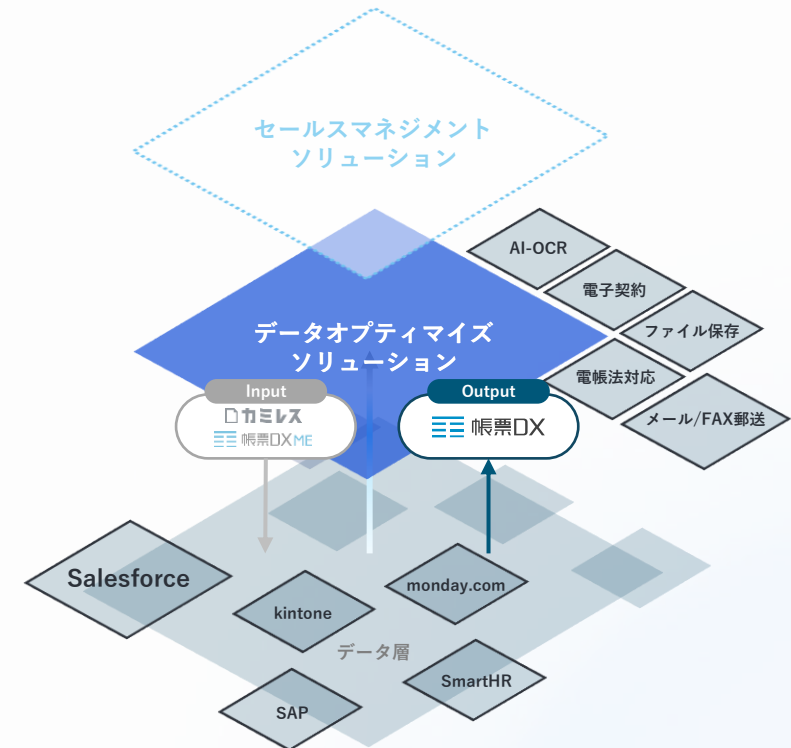 セールスマネジメント
ソリューション
AI-OCR
電子契約
ファイル保存
電帳法対応
メール/FAX郵送
データオプティマイズ
ソリューション
Input
カミレス
帳票DX ME
Output
帳票DX
Salesforce
kintone
monday.com
データ層
SAP
SmartHR